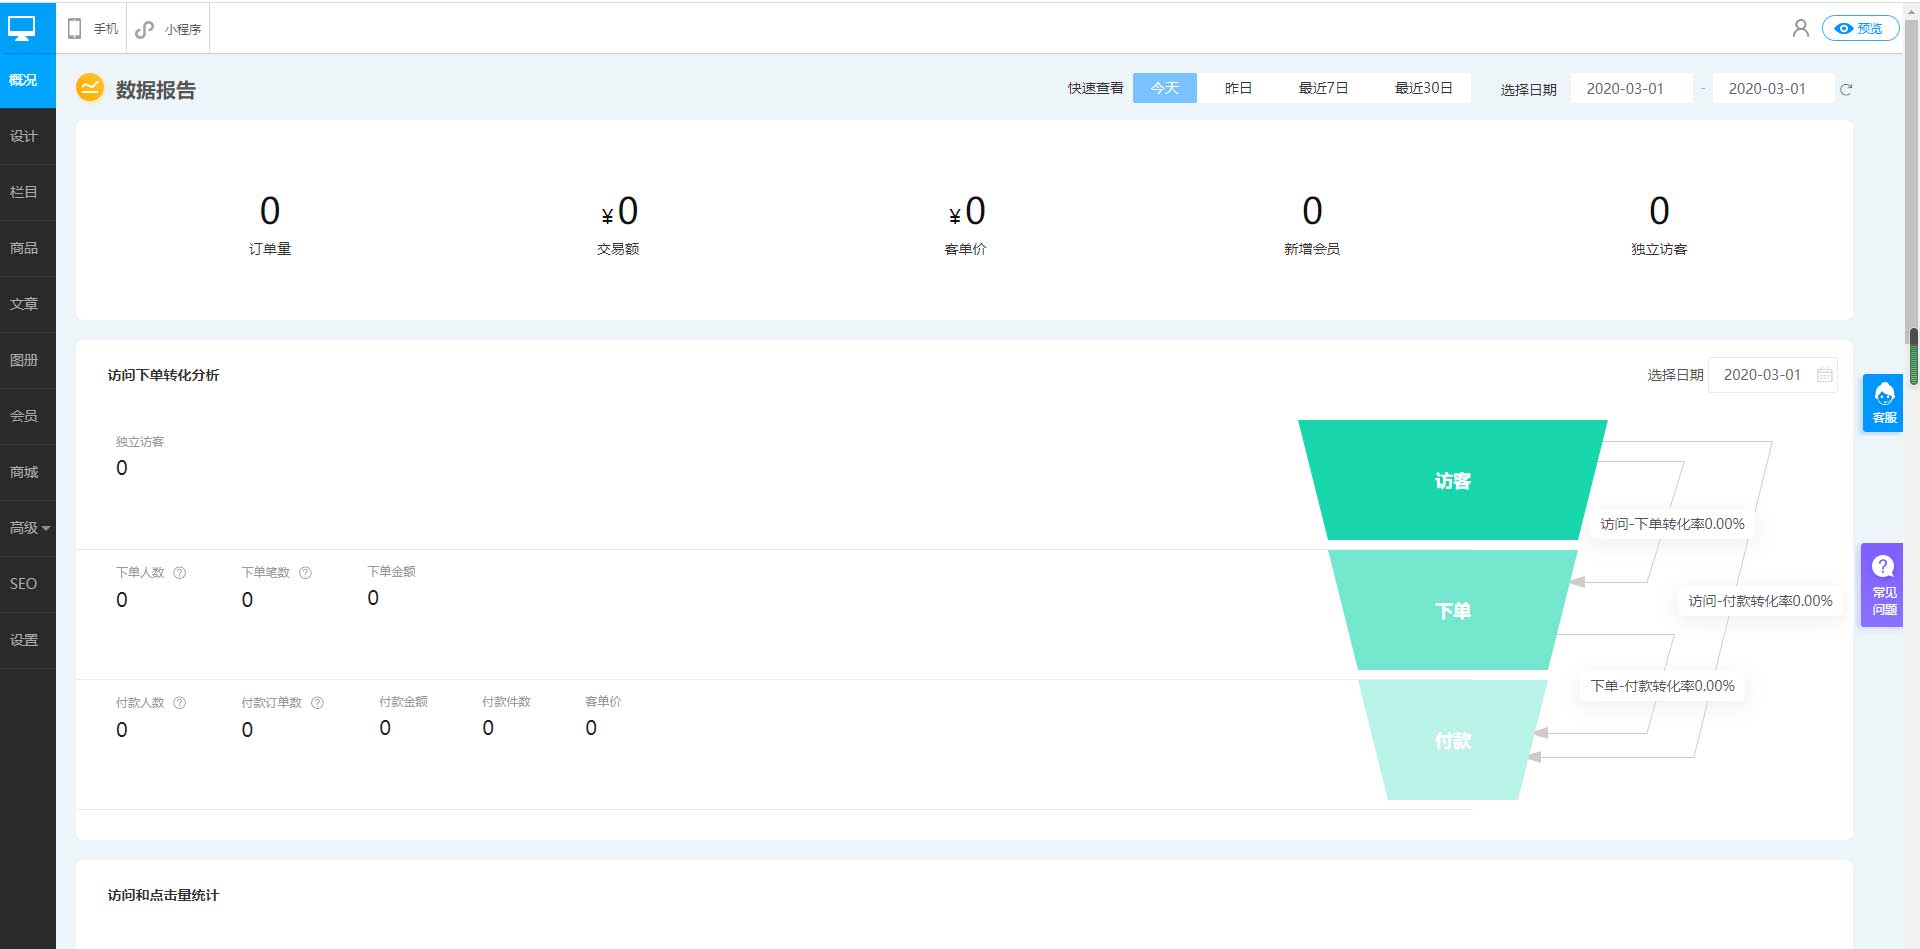 手机 小程序 预览
概况
数据报告 快速查看 今天 昨日 最近7日 最近30日 选择日期 2020-03-01 - 2020-03-01
设计
栏目
商品
文章
图册
会员
商城
高级
SEO
设置
0 ¥0 ¥0 0 0
订单量 交易额 客单价 新增会员 独立访客
访问下单转化分析 选择日期 2020-03-01
独立访客
0
访客
访问-下单转化率0.00%
下单人数 ? 下单笔数 ? 下单金额
0 0 0
下单
访问-付款转化率0.00%
下单-付款转化率0.00%
付款人数 ? 付款订单数 ? 付款金额 付款件数 客单价
0 0 0 0 0
付款
访问和点击量统计
客服
?
常见
问题